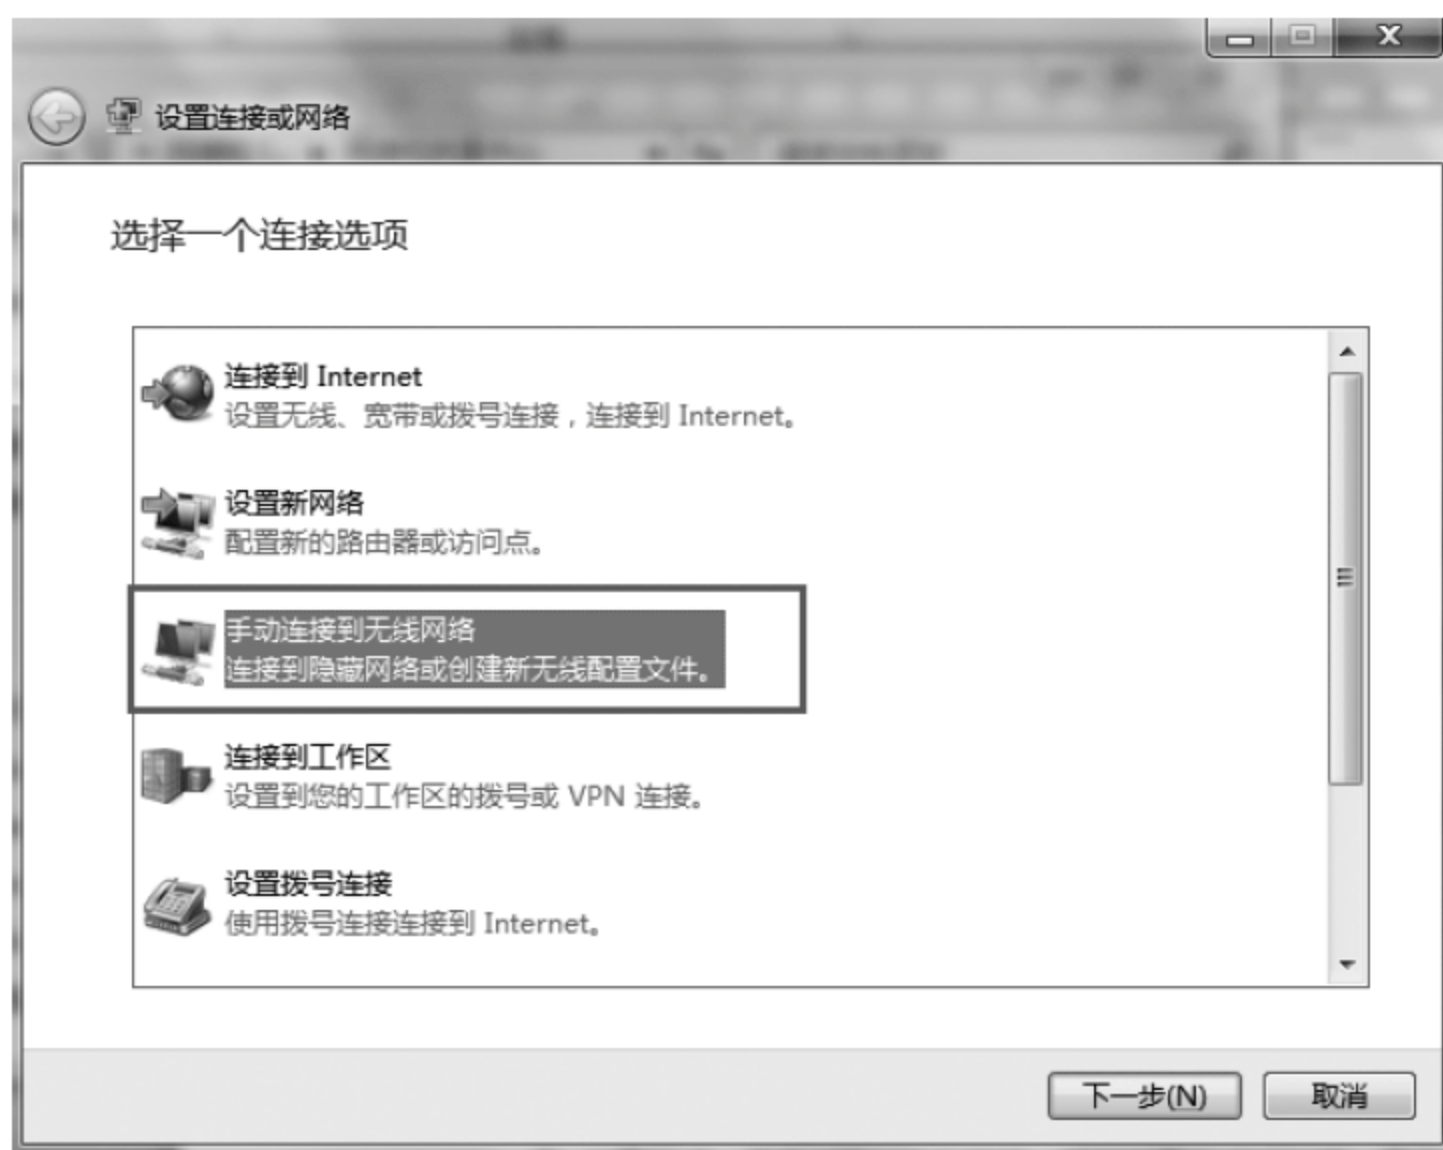 设置连接或网络
选择一个连接选项
连接到 Internet
设置无线、宽带或拨号连接，连接到 Internet。
设置新网络
配置新的路由器或访问点。
手动连接到无线网络
连接到隐藏网络或创建新无线配置文件。
连接到工作区
设置到您的工作区的拨号或 VPN 连接。
设置拨号连接
使用拨号连接连接到 Internet。
下一步(N)
取消